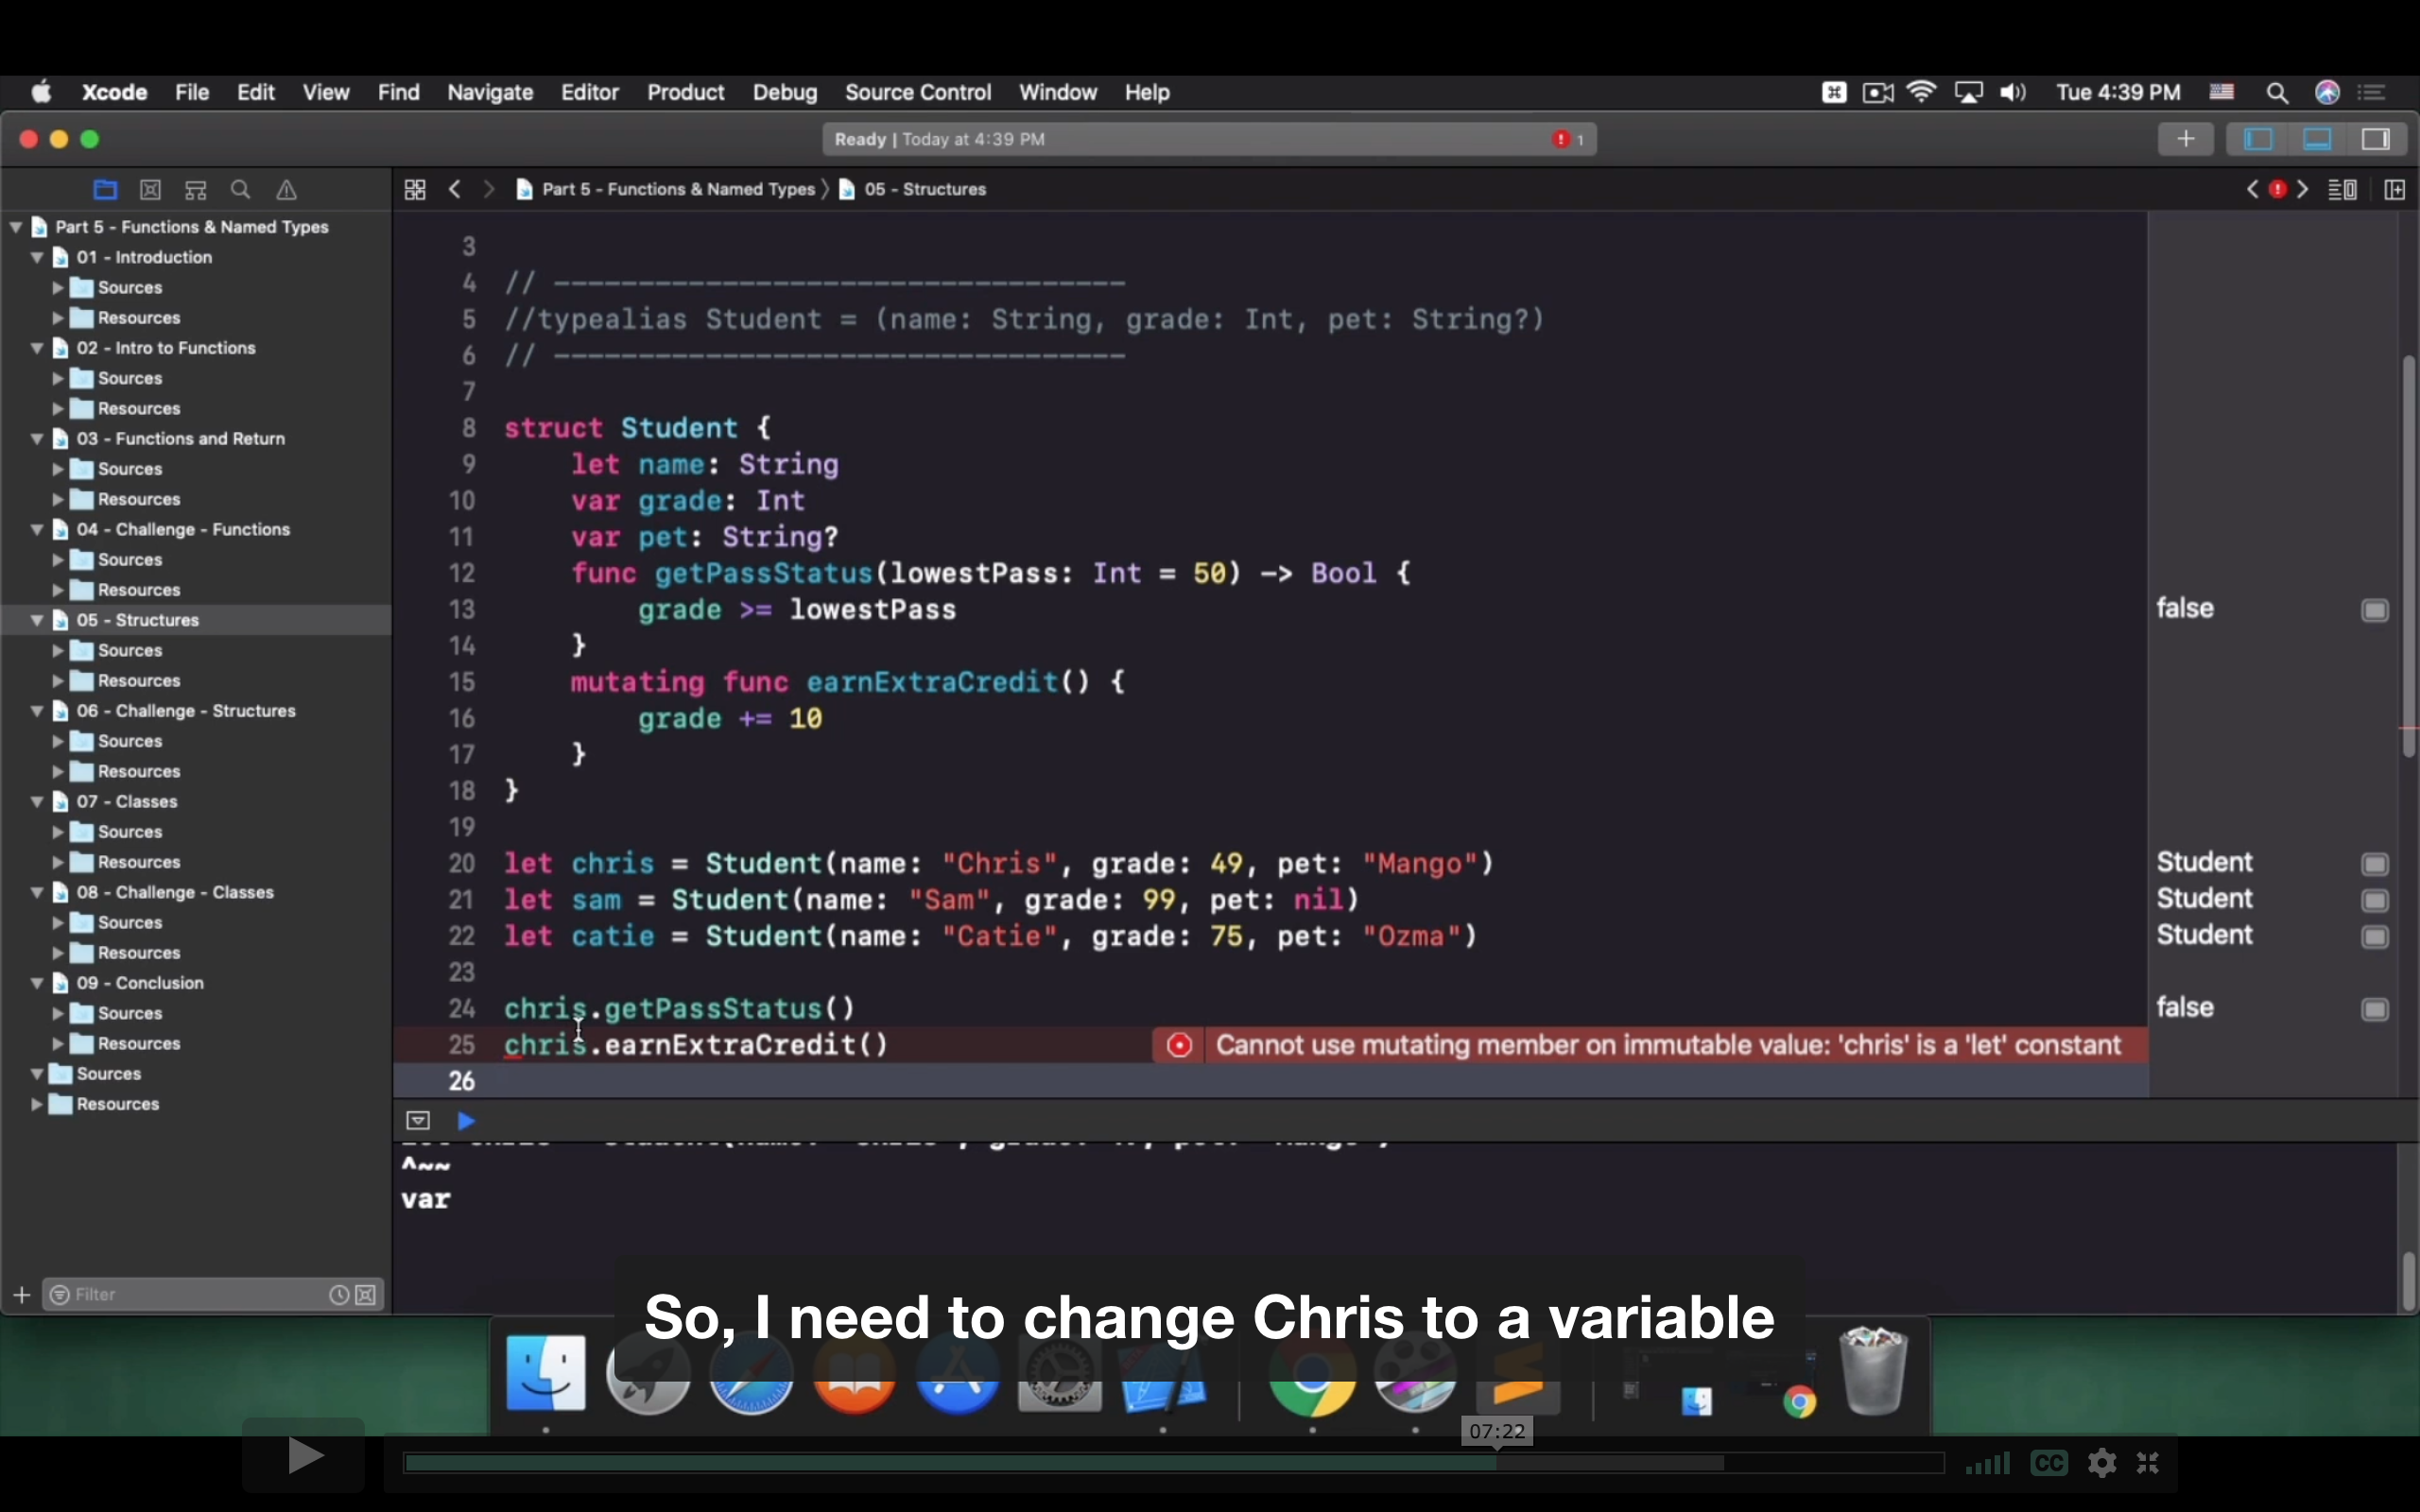 Xcode File Edit View Find Navigate Editor Product Debug Source Control Window Help Tue 4:39 PM
Ready | Today at 4:39 PM 1
Part 5 - Functions & Named Types 05 - Structures
Part 5 - Functions & Named Types
01 - Introduction
Sources
Resources
02 - Intro to Functions
Sources
Resources
03 - Functions and Return
Sources
Resources
04 - Challenge - Functions
Sources
Resources
05 - Structures
Sources
Resources
06 - Challenge - Structures
Sources
Resources
07 - Classes
Sources
Resources
08 - Challenge - Classes
Sources
Resources
09 - Conclusion
Sources
Resources
Sources
Resources
Filter
3
4 // ----------------------------------
5 //typealias Student = (name: String, grade: Int, pet: String?)
6 // ----------------------------------
7
8 struct Student {
9 let name: String
10 var grade: Int
11 var pet: String?
12 func getPassStatus(lowestPass: Int = 50) -> Bool {
13 grade >= lowestPass false
14 }
15 mutating func earnExtraCredit() {
16 grade += 10
17 }
18 }
19
20 let chris = Student(name: "Chris", grade: 49, pet: "Mango") Student
21 let sam = Student(name: "Sam", grade: 99, pet: nil) Student
22 let catie = Student(name: "Catie", grade: 75, pet: "Ozma") Student
23
24 chris.getPassStatus() false
25 chris.earnExtraCredit() Cannot use mutating member on immutable value: 'chris' is a 'let' constant
26
^~~
var
So, I need to change Chris to a variable
07:22
CC